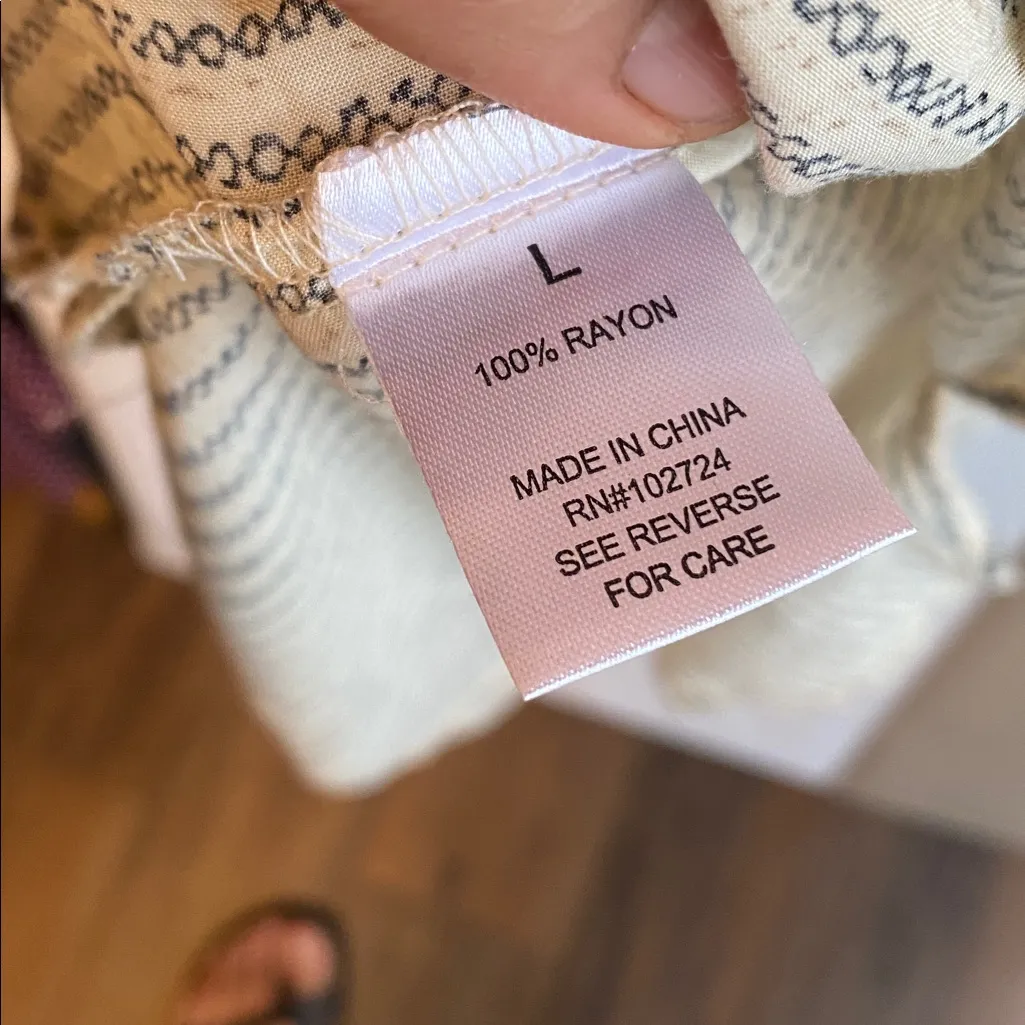 L
100% RAYON
MADE IN CHINA
RN#102724
SEE REVERSE
FOR CARE